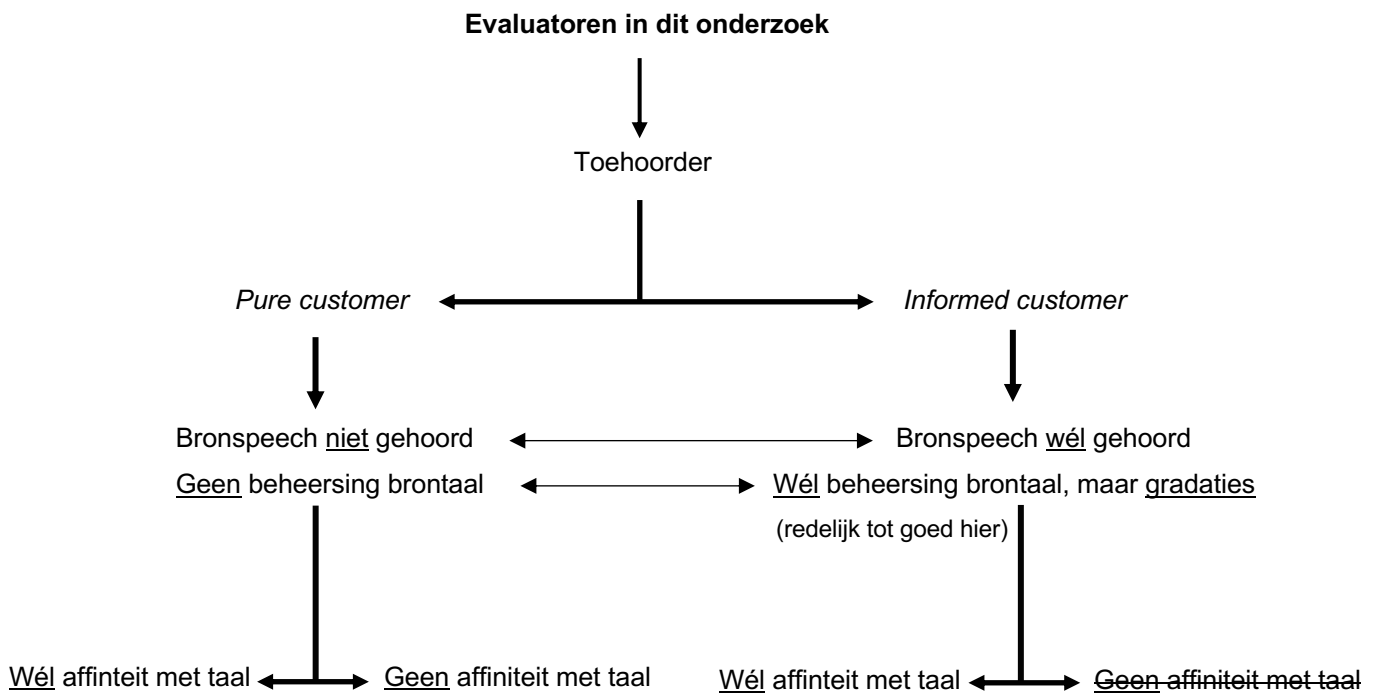 Evaluatoren in dit onderzoek
Toehoorder
Pure customer
Informed customer
Bronspeech niet gehoord
Bronspeech wél gehoord
Geen beheersing brontaal
Wél beheersing brontaal, maar gradaties
(redelijk tot goed hier)
Wél affinteit met taal
Geen affiniteit met taal
Wél affinteit met taal
Geen affiniteit met taal